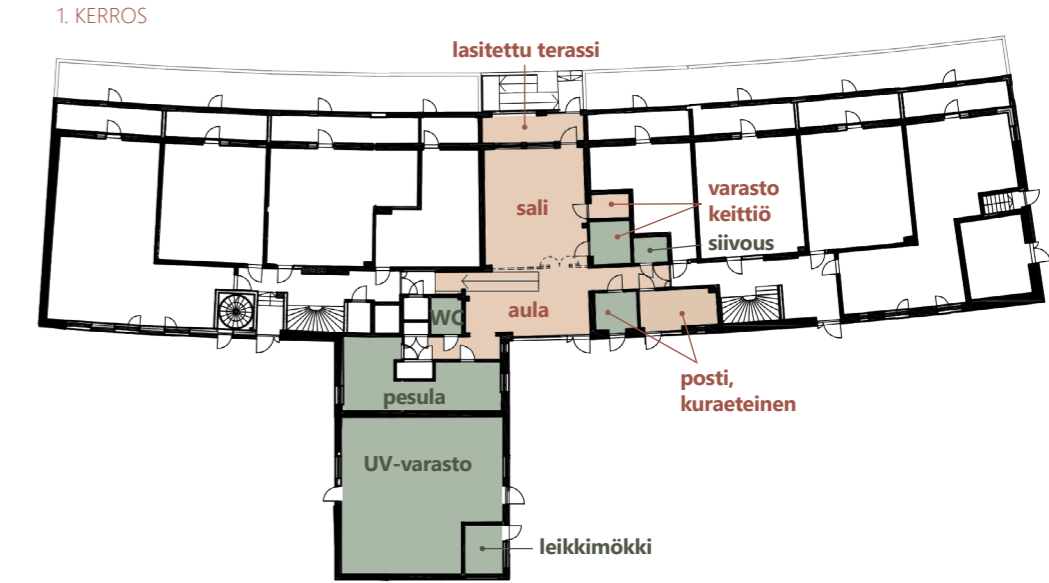 1. KERROS
lasitettu terassi
sali
varasto
keittiö
siivous
aula
WC
posti,
kuraeteinen
pesula
UV-varasto
leikkimökki